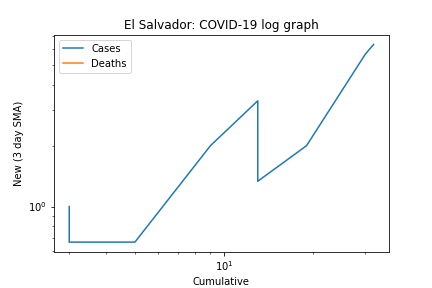 El Salvador: COVID-19 log graph
Cases
Deaths
New (3 day SMA)
10⁰
10¹
Cumulative